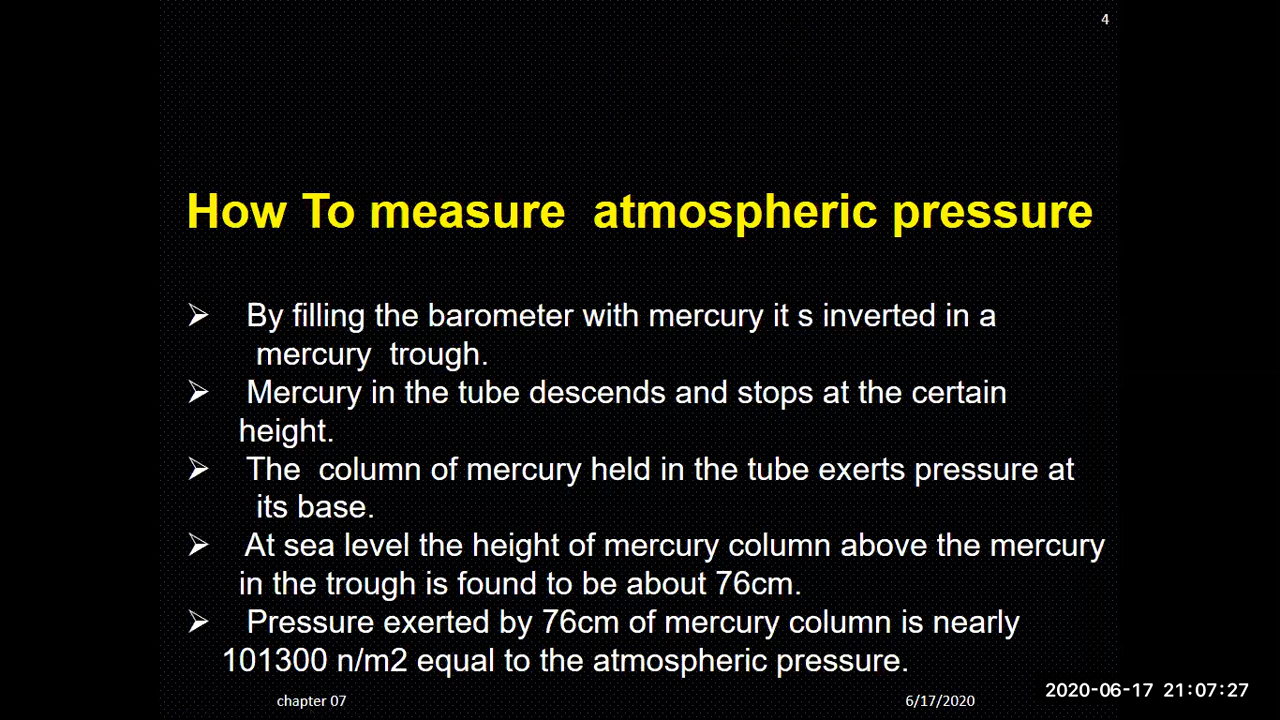 4
How To measure atmospheric pressure
➢ By filling the barometer with mercury it s inverted in a
mercury trough.
➢ Mercury in the tube descends and stops at the certain
height.
➢ The column of mercury held in the tube exerts pressure at
its base.
➢ At sea level the height of mercury column above the mercury
in the trough is found to be about 76cm.
➢ Pressure exerted by 76cm of mercury column is nearly
101300 n/m2 equal to the atmospheric pressure.
chapter 07
6/17/2020
2020-06-17 21:07:27